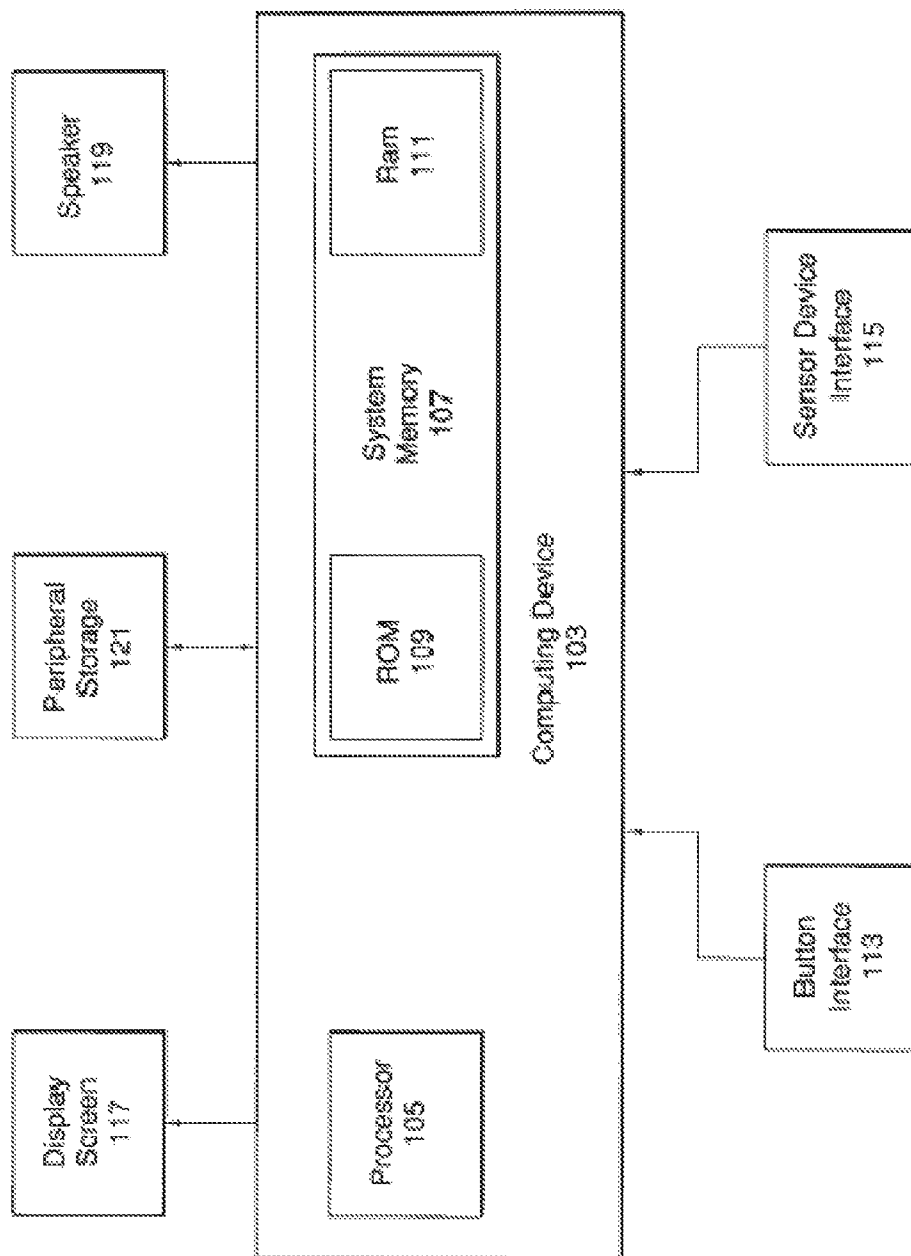 Display
Screen
117
Peripheral
Storage
121
Speaker
119
Processor
105
ROM
109
System
Memory
107
Ram
111
Computing Device
103
Button
Interface
113
Sensor Device
Interface
115